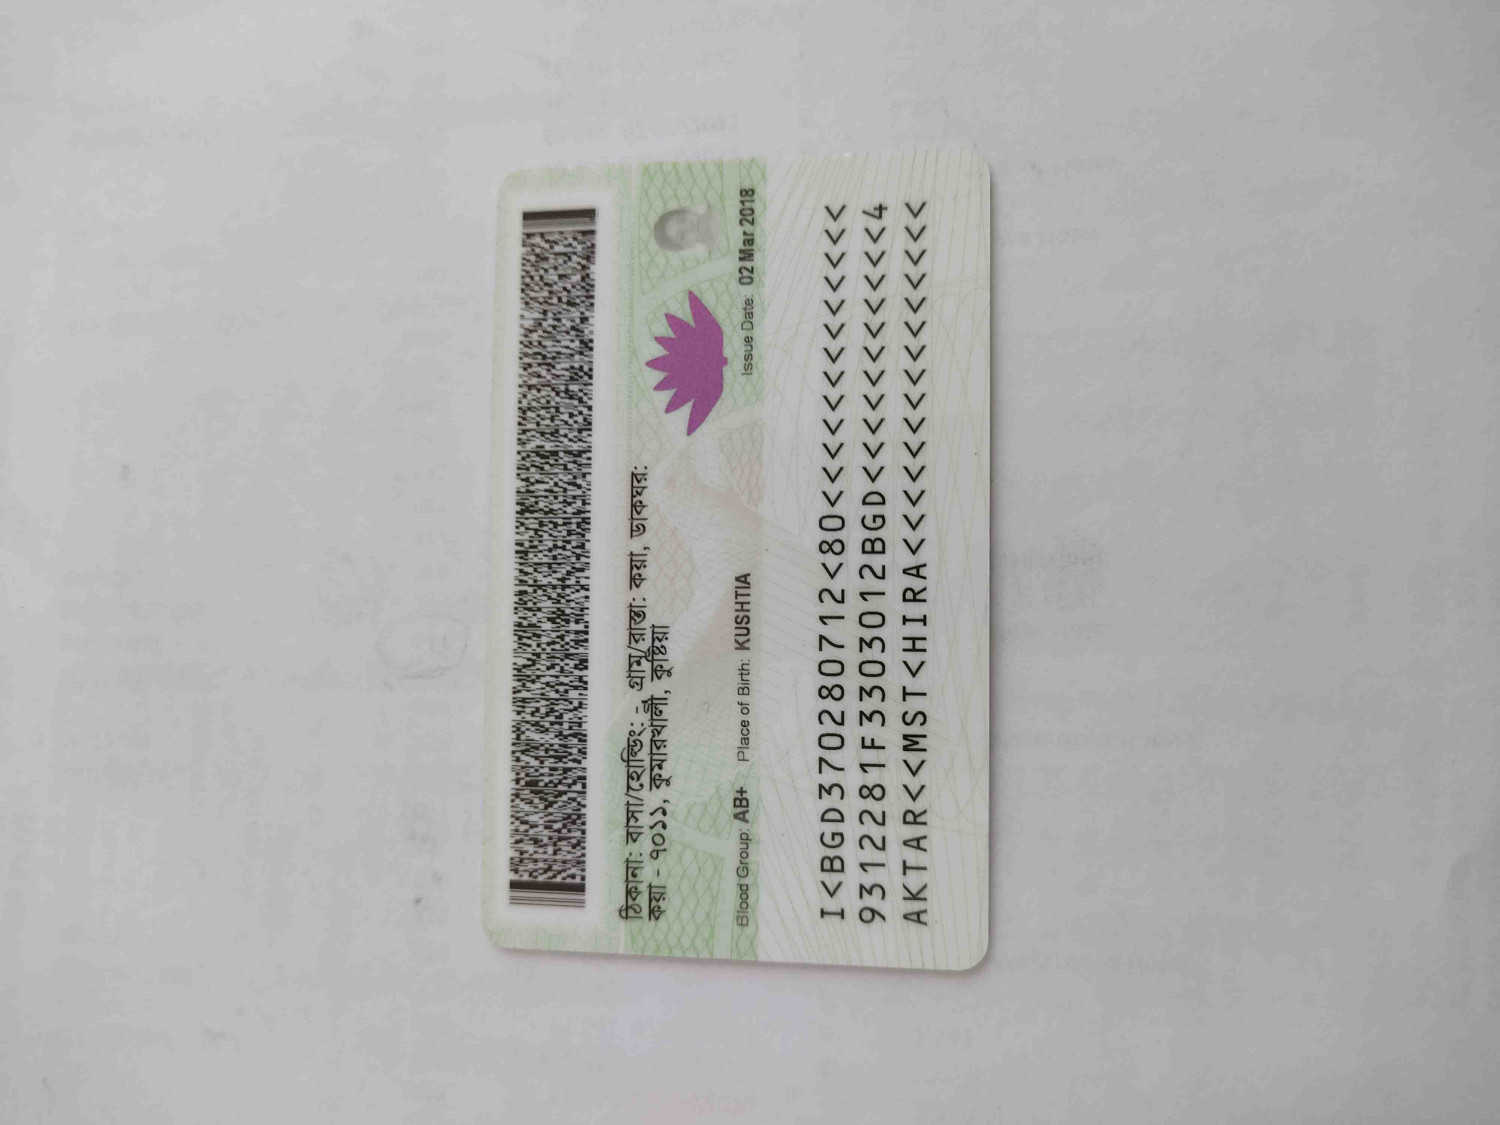 ঠিকানা: বাসা/হোল্ডিং: -, গ্রাম/রাস্তা: কয়া, ডাকঘর:
কয়া - ৭০১১, কুমারখালী, কুষ্টিয়া
Blood Group: AB+ Place of Birth: KUSHTIA Issue Date: 02 Mar 2018
I<BGD370280712<80<<<<<<<<<<<<<
9312281F3303012BGD<<<<<<<<<<<4
AKTAR<<MST<HIRA<<<<<<<<<<<<<<<